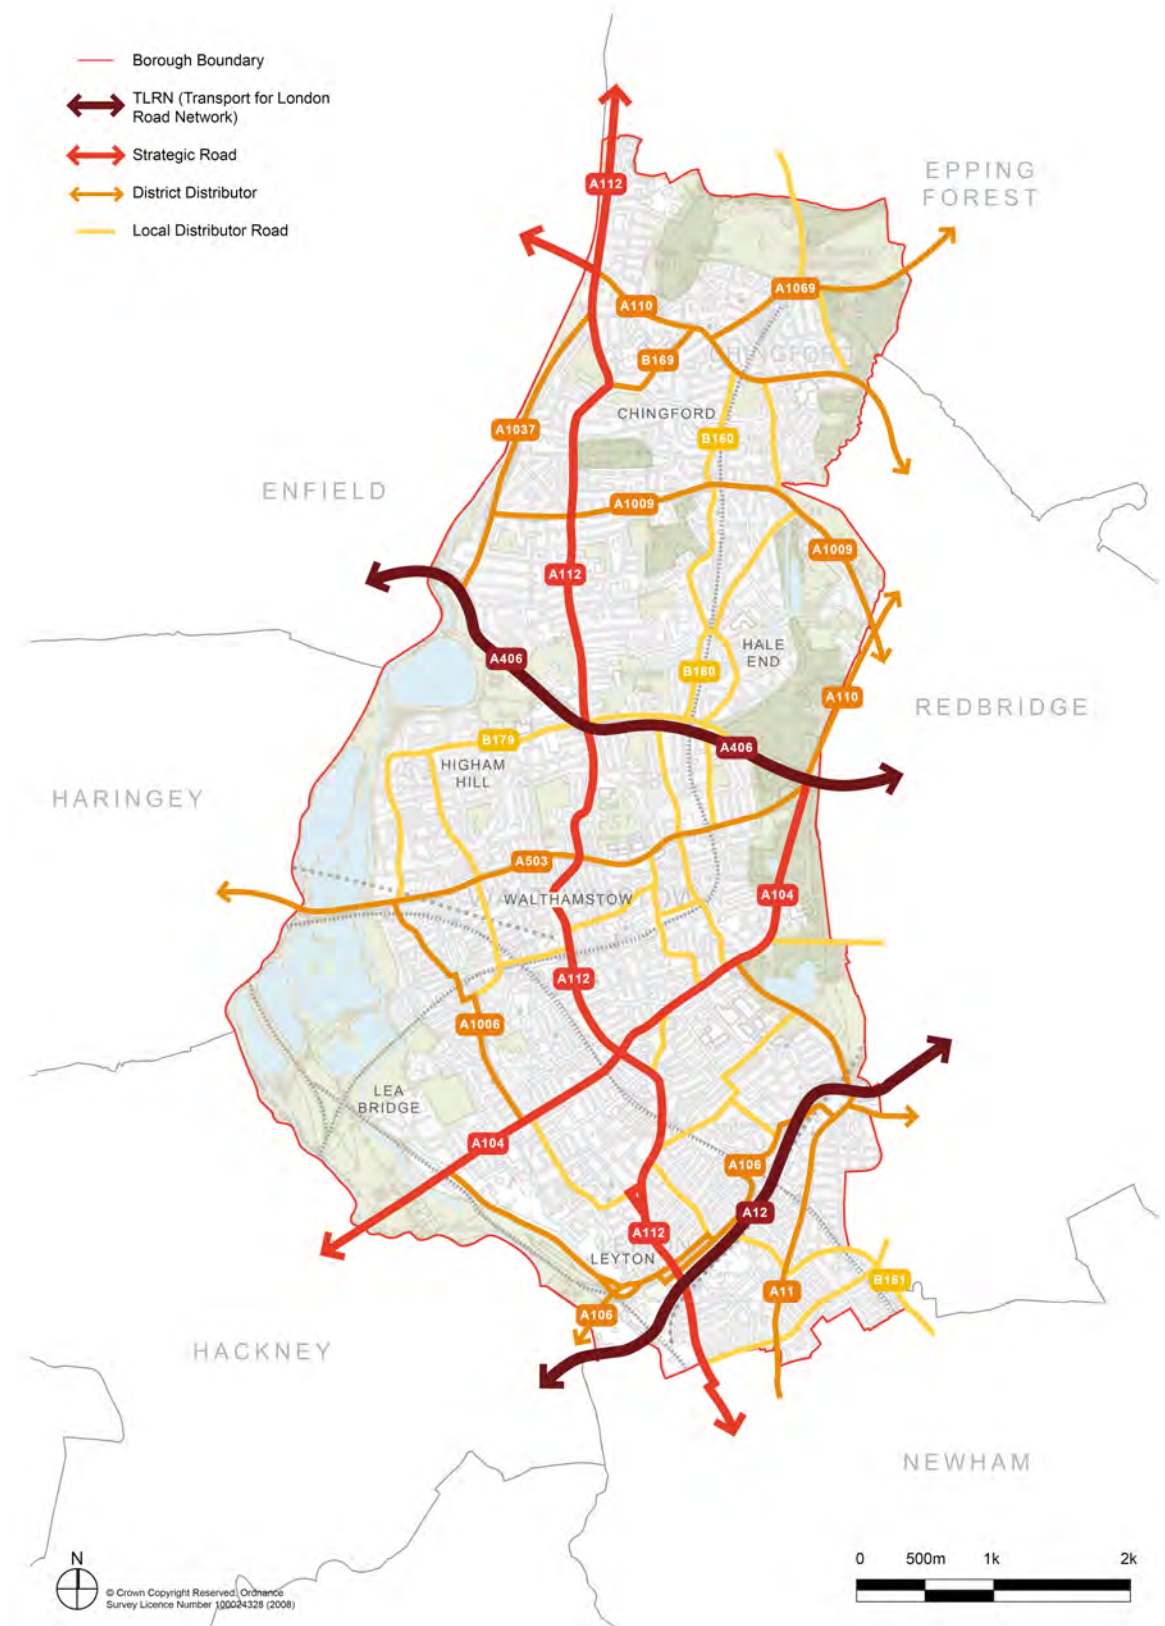 Borough Boundary
TLRN (Transport for London
Road Network)
Strategic Road
District Distributor
Local Distributor Road
EPPING
FOREST
A112
A1069
A110
CHINGFORD
B169
CHINGFORD
A1037
B160
ENFIELD
A1009
A1009
A112
HALE
END
A406
B160
A110
REDBRIDGE
B179
A406
HIGHAM
HILL
HARINGEY
A503
WALTHAMSTOW
A104
A112
A1006
LEA
BRIDGE
A104
A106
A12
A112
LEYTON
B161
A11
A106
HACKNEY
NEWHAM
N
0 500m 1k 2k
© Crown Copyright Reserved. Ordnance
Survey Licence Number 100024328 (2008)